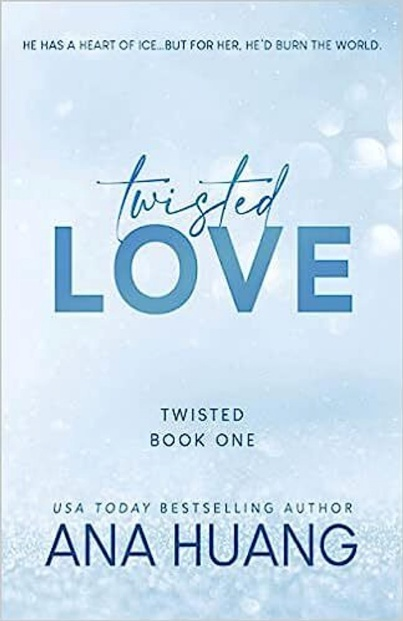 HE HAS A HEART OF ICE...BUT FOR HER, HE'D BURN THE WORLD.
twisted
LOVE
TWISTED
BOOK ONE
USA TODAY BESTSELLING AUTHOR
ANA HUANG